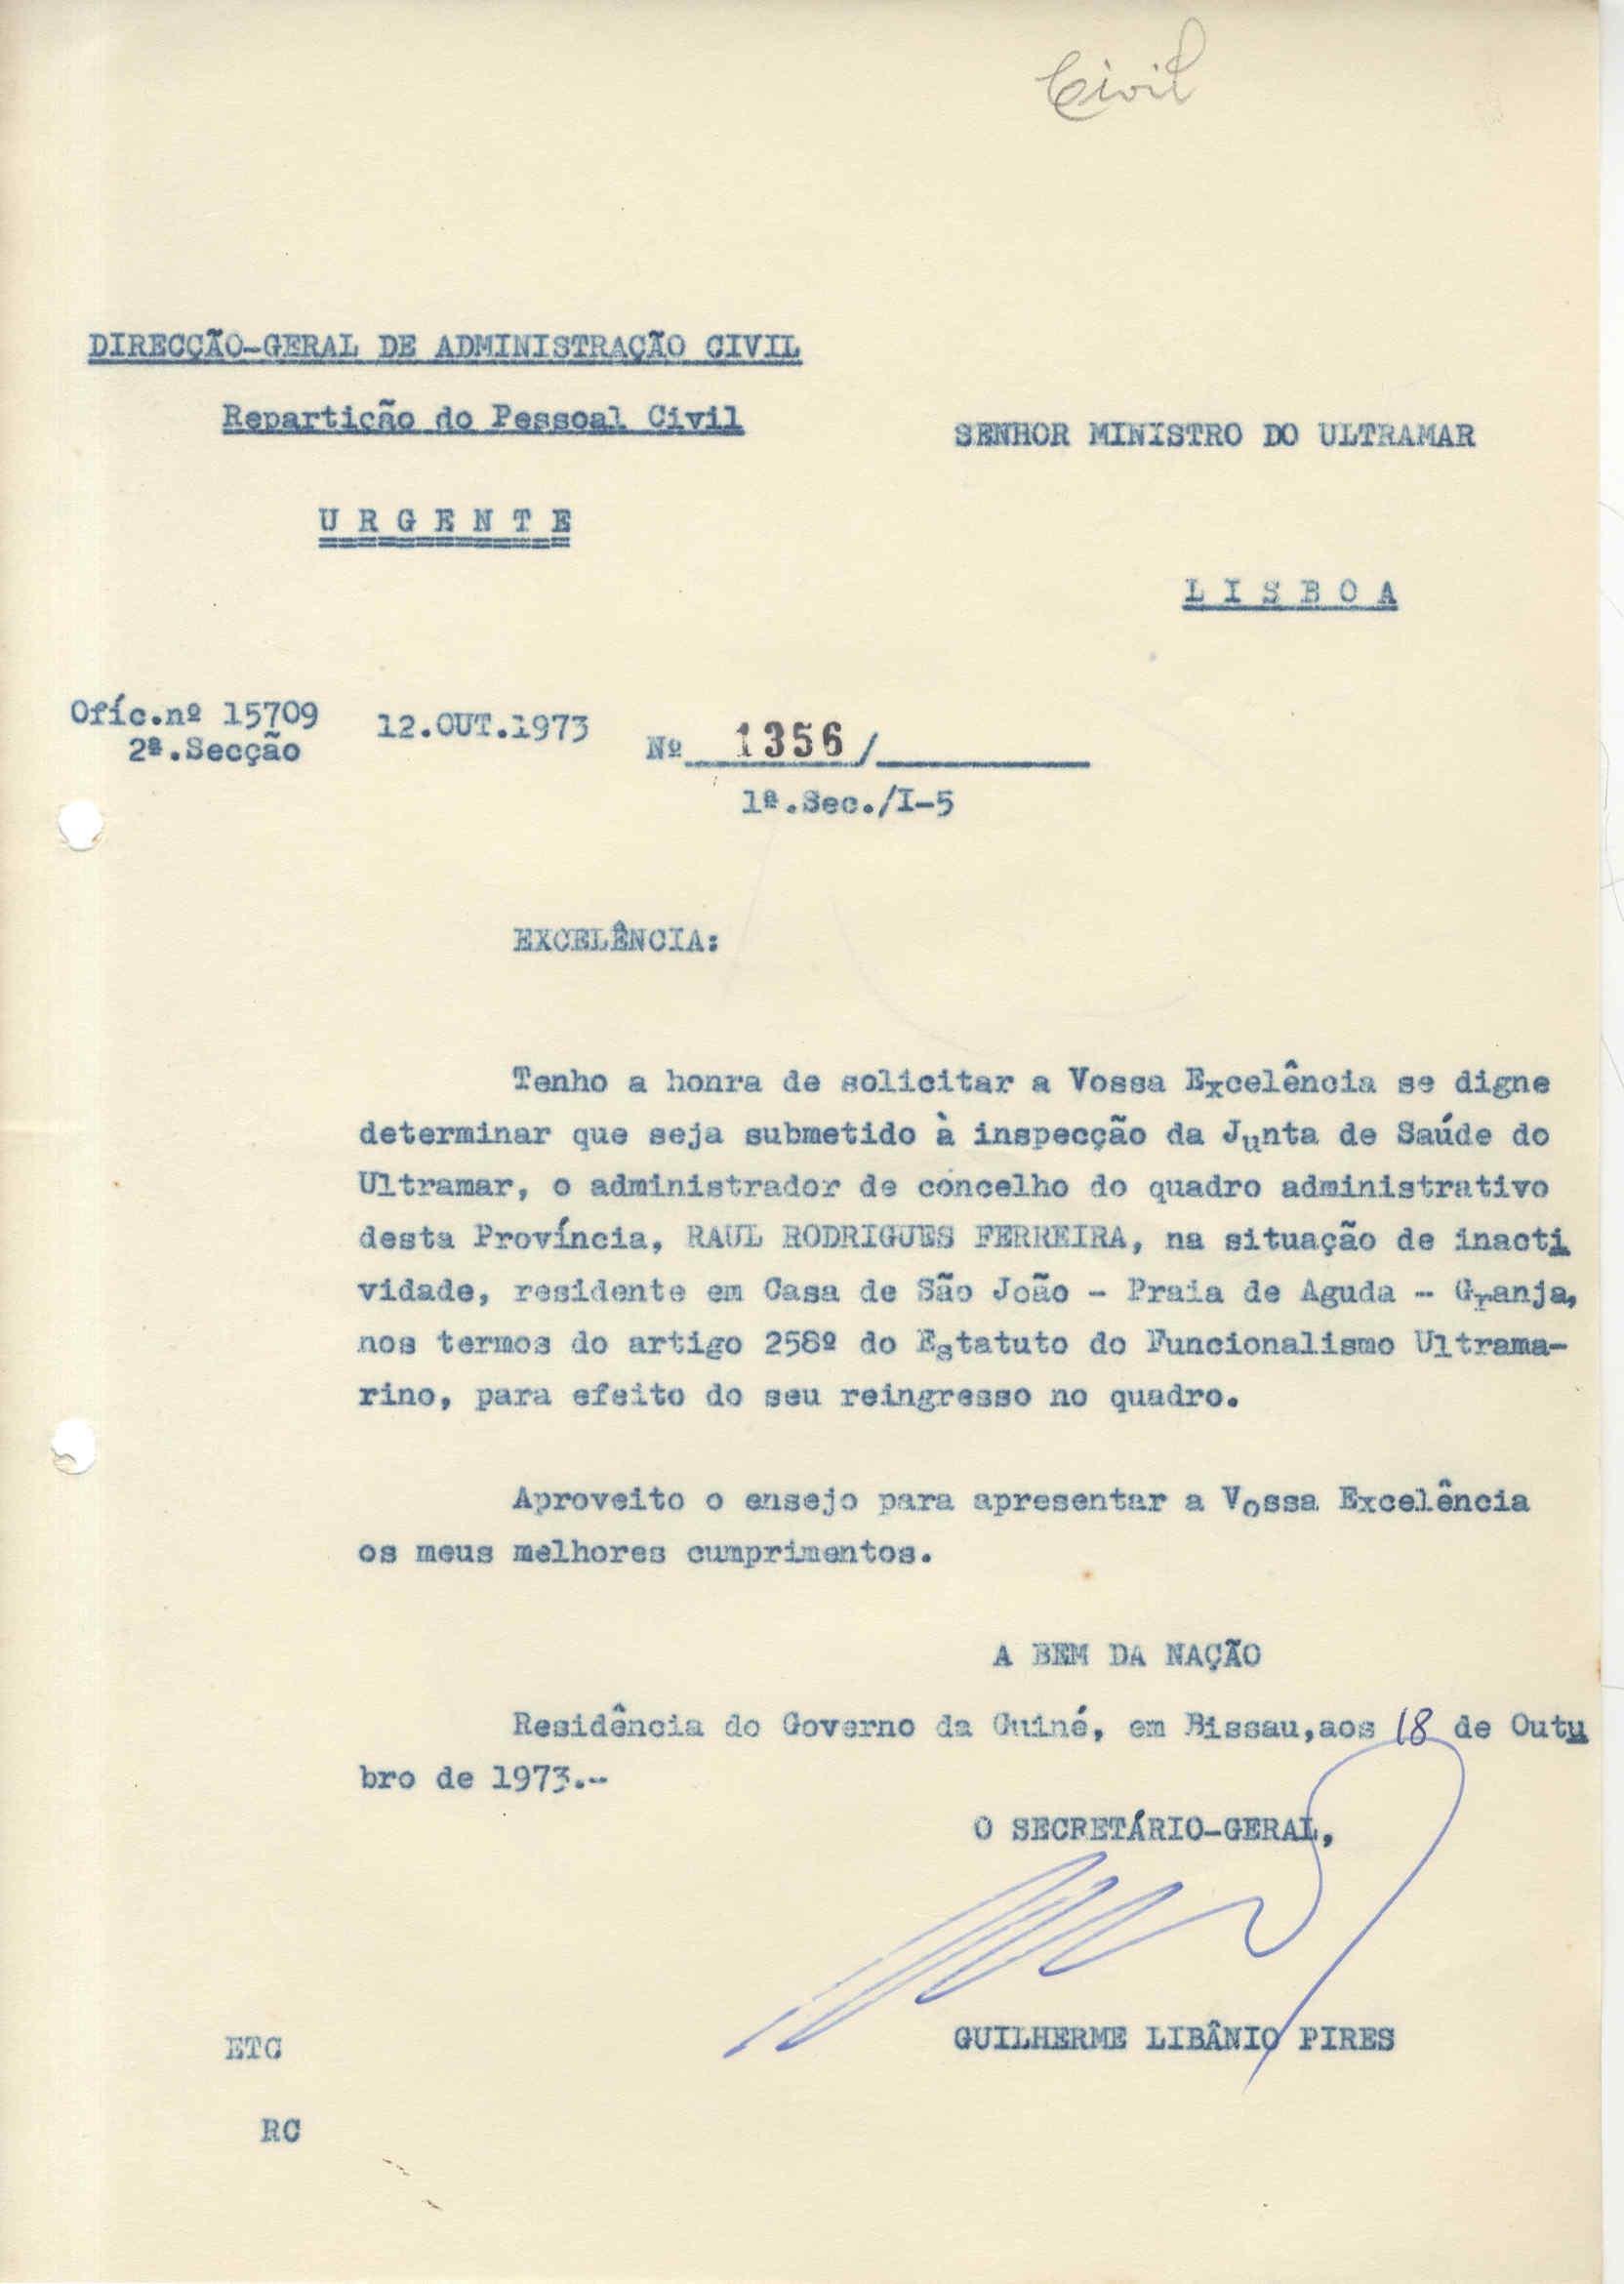 Civil
DIRECÇÃO-GERAL DE ADMINISTRAÇÃO CIVIL
Repartição do Pessoal Civil
SENHOR MINISTRO DO ULTRAMAR
U R G E N T E
L I S B O A
Ofíc.nº 15709 12.OUT.1973 Nº 1356/
2ª.Secção
1ª.Sec./I-5
EXCELÊNCIA:
Tenho a honra de solicitar a Vossa Excelência se digne
determinar que seja submetido à inspecção da Junta de Saúde do
Ultramar, o administrador de concelho do quadro administrativo
desta Província, RAUL RODRIGUES FERREIRA, na situação de inacti
vidade, residente em Casa de São João - Praia de Aguda - Granja,
nos termos do artigo 258º do Estatuto do Funcionalismo Ultrama-
rino, para efeito do seu reingresso no quadro.
Aproveito o ensejo para apresentar a Vossa Excelência
os meus melhores cumprimentos.
A BEM DA NAÇÃO
Residência do Governo da Guiné, em Bissau,aos 18 de Outu
bro de 1973.--
O SECRETÁRIO-GERAL,
GUILHERME LIBÂNIO PIRES
ETC
RC